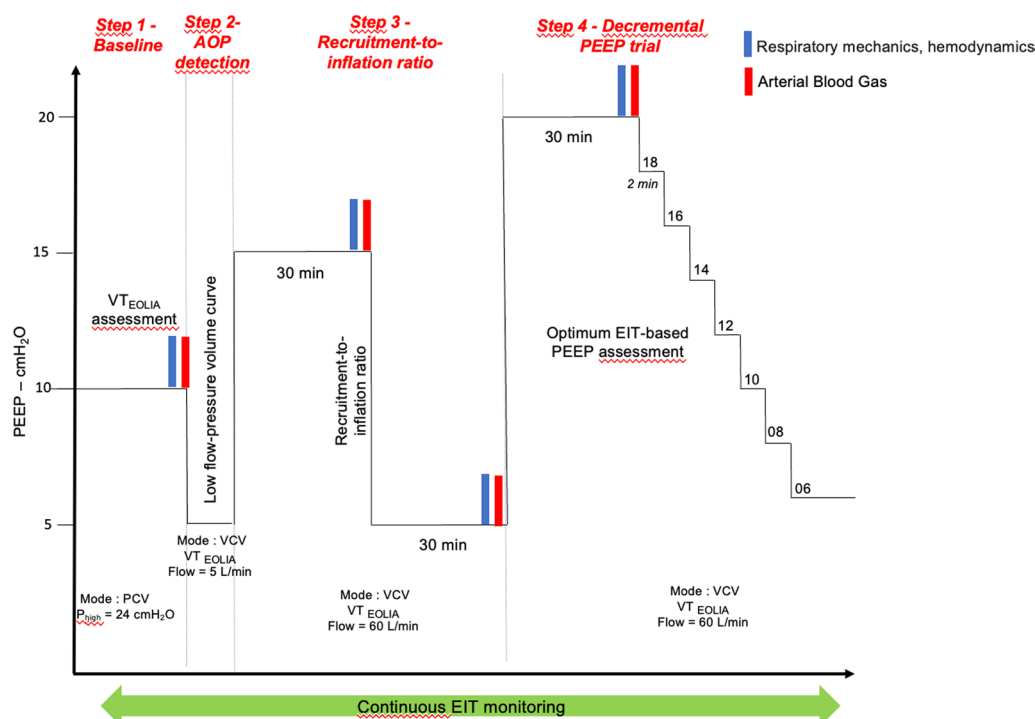 Step 1 -
Baseline
Step 2-
AOP
detection
Step 3 -
Recruitment-to-
inflation ratio
Step 4 - Decremental
PEEP trial
Respiratory mechanics, hemodynamics
Arterial Blood Gas
PEEP – cmH₂O
20
15
10
5
VT EOLIA
assessment
Low flow-pressure volume curve
30 min
Recruitment-to-
inflation ratio
30 min
30 min
18
2 min
16
14
12
10
08
06
Optimum EIT-based
PEEP assessment
Mode : PCV
Phigh = 24 cmH₂O
Mode : VCV
VT EOLIA
Flow = 5 L/min
Mode : VCV
VT EOLIA
Flow = 60 L/min
Mode : VCV
VT EOLIA
Flow = 60 L/min
Continuous EIT monitoring